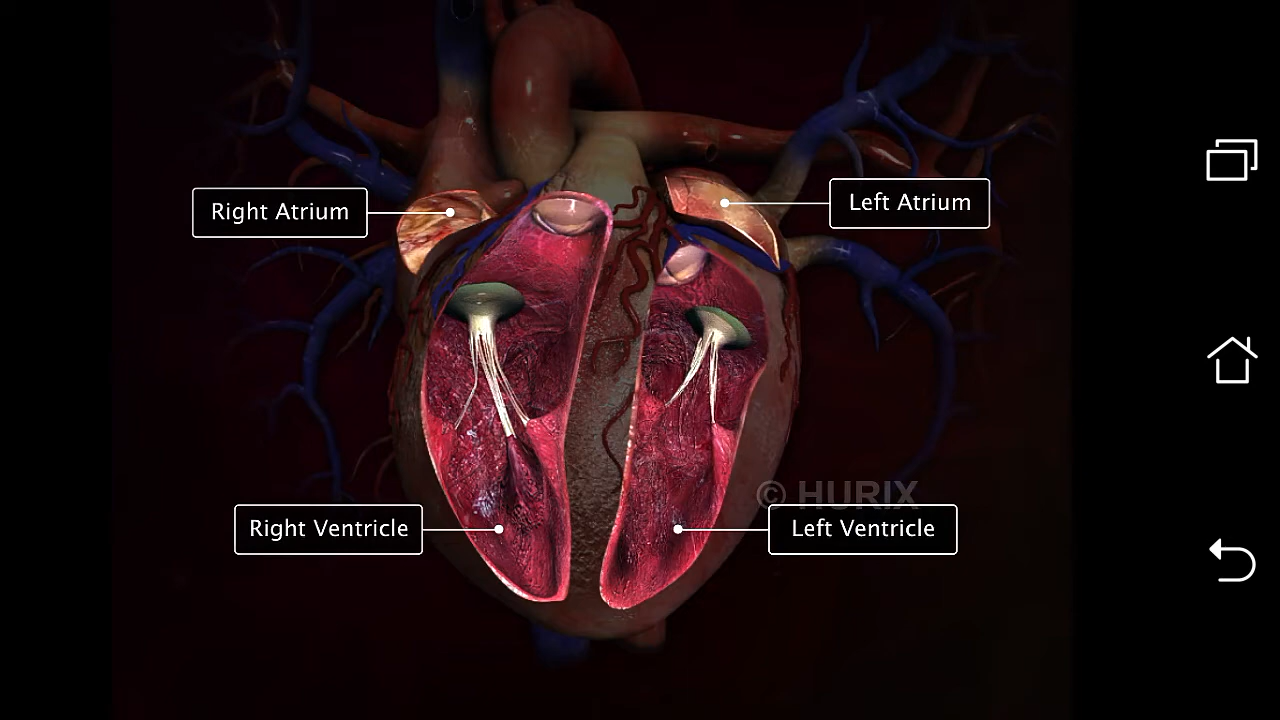 Right Atrium
Left Atrium
© HURIX
Right Ventricle
Left Ventricle